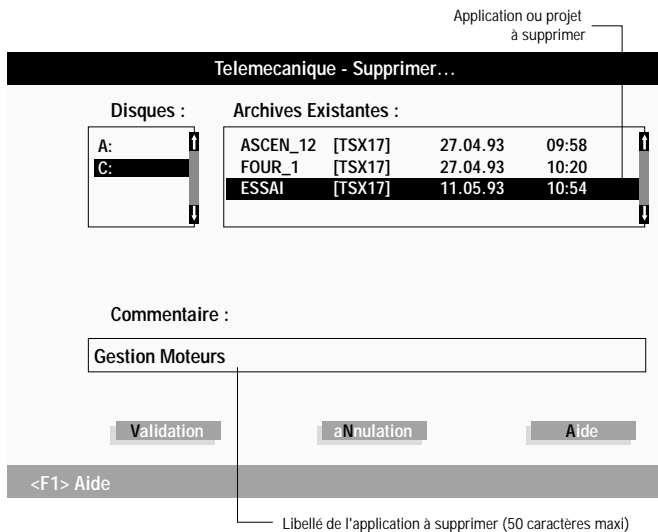 Application ou projet
à supprimer
Telemecanique - Supprimer…
Disques : Archives Existantes :
A: ASCEN_12 [TSX17] 27.04.93 09:58
C: FOUR_1 [TSX17] 27.04.93 10:20
ESSAI [TSX17] 11.05.93 10:54
Commentaire :
Gestion Moteurs
Validation aNnulation Aide
<F1> Aide
Libellé de l'application à supprimer (50 caractères maxi)